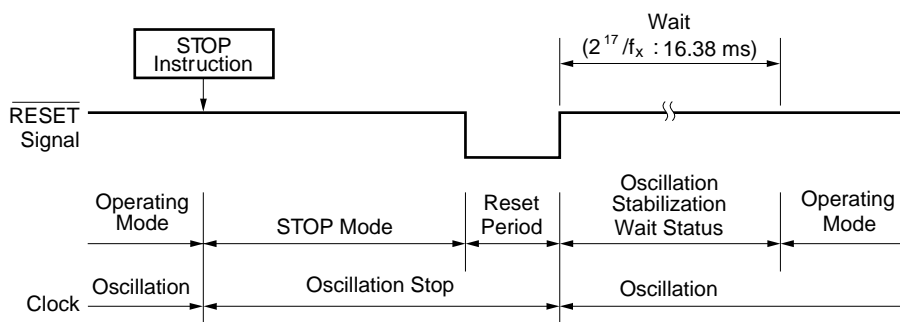 Wait
(2^17/fx : 16.38 ms)
STOP
Instruction
RESET
Signal
Operating
Mode
STOP Mode
Reset
Period
Oscillation
Stabilization
Wait Status
Operating
Mode
Clock
Oscillation
Oscillation Stop
Oscillation